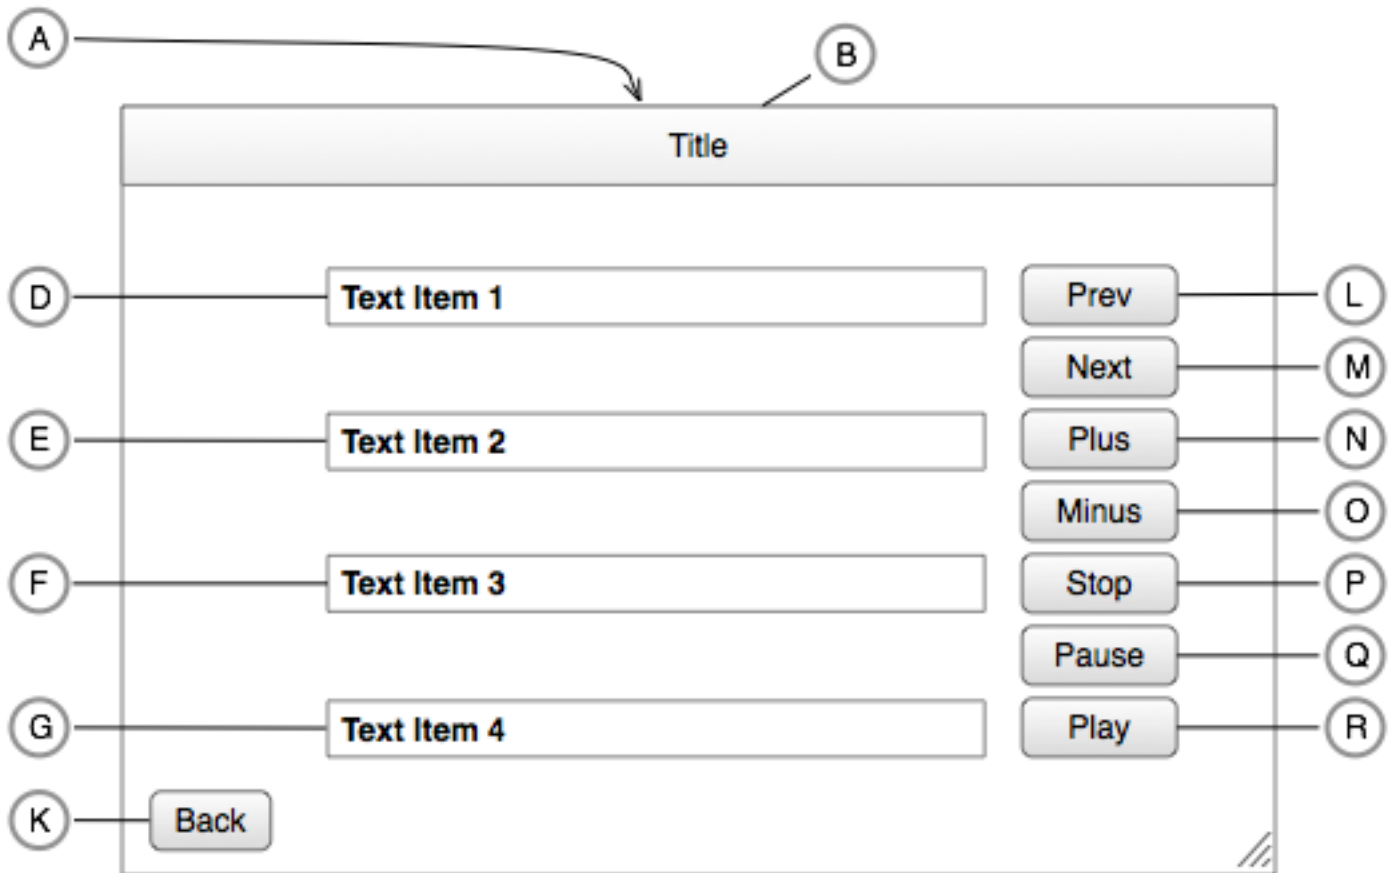 A
B
Title
D
Text Item 1
Prev
L
Next
M
E
Text Item 2
Plus
N
Minus
O
F
Text Item 3
Stop
P
Pause
Q
G
Text Item 4
Play
R
K
Back